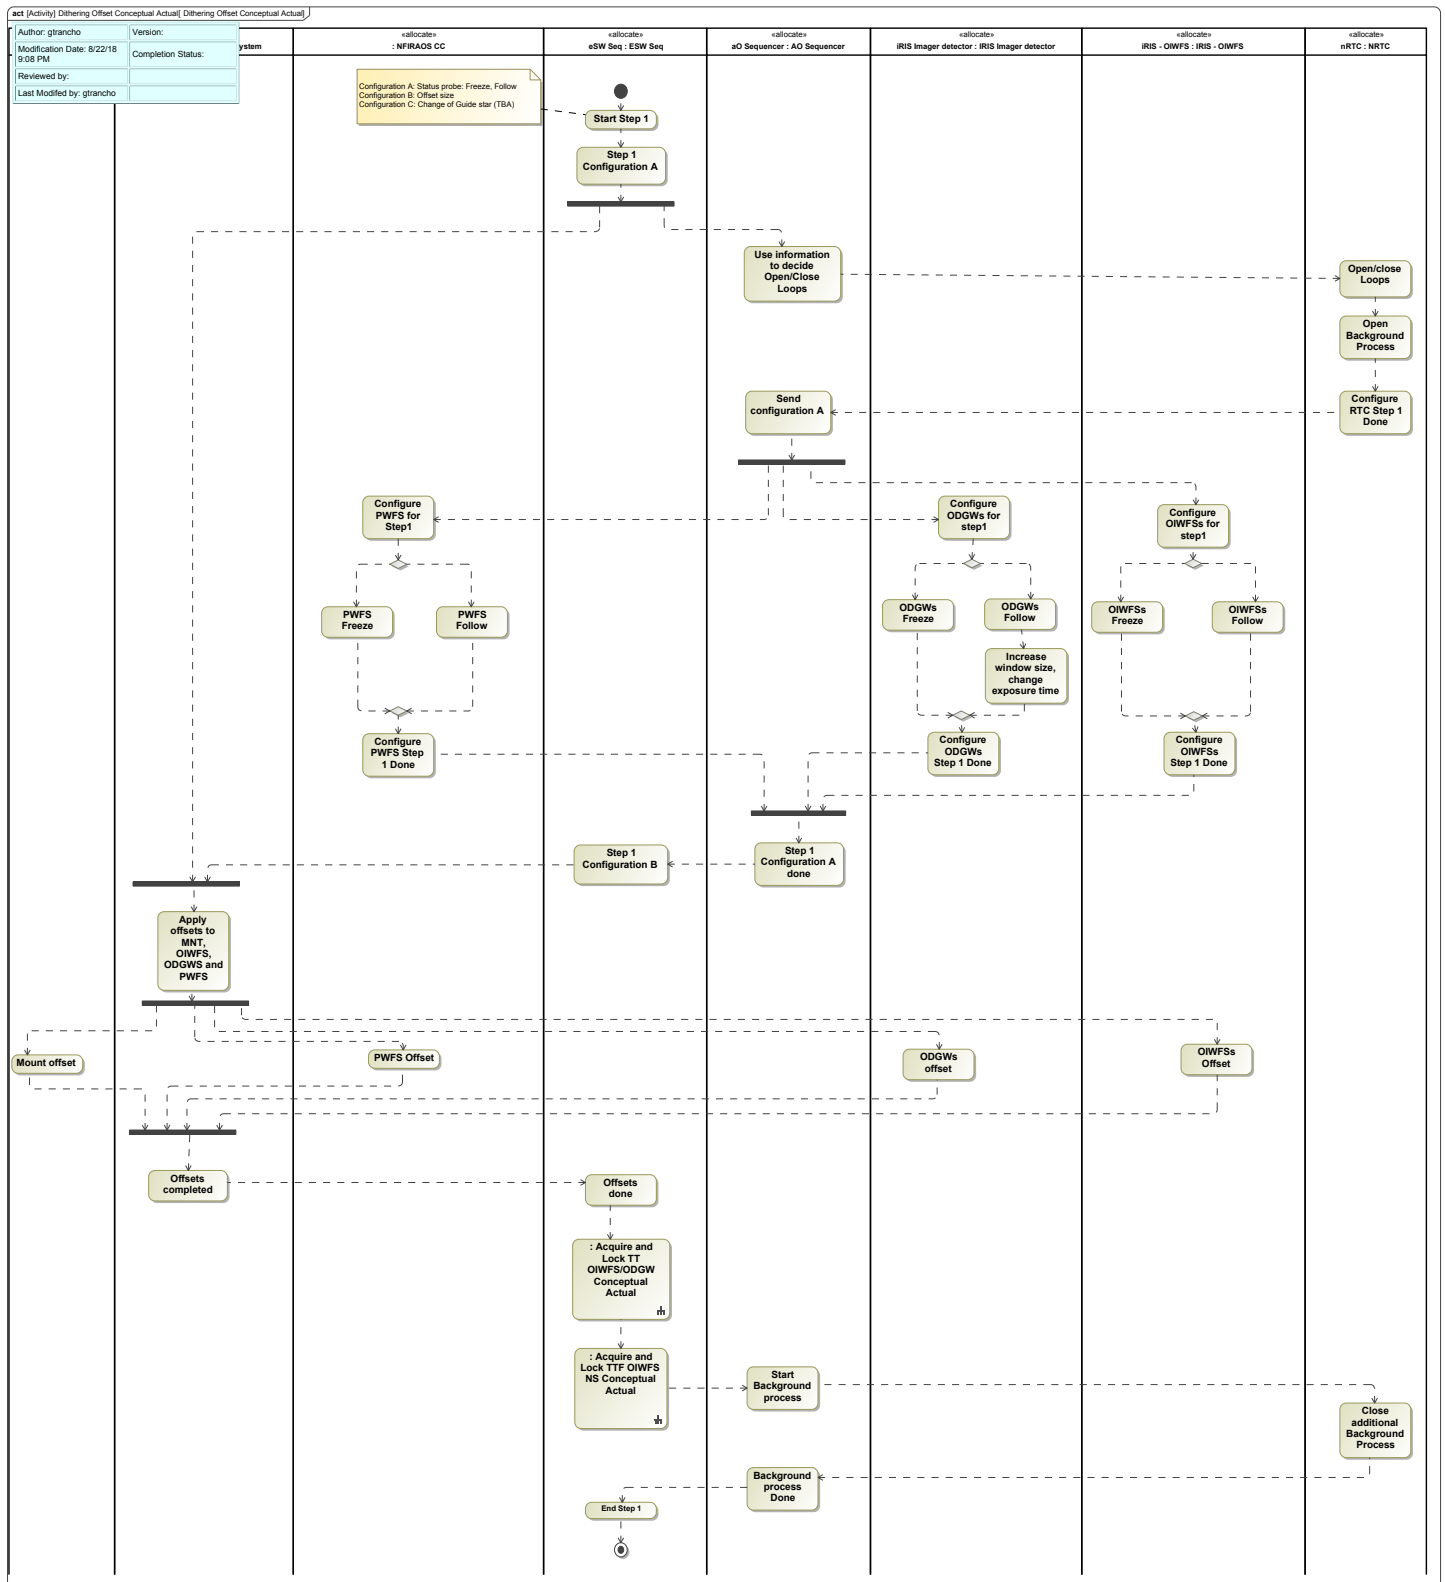 act [Activity] Dithering Offset Conceptual Actual[ Dithering Offset Conceptual Actual]
Author: gtrancho
Version:
Modification Date: 8/22/18
9:08 PM
Completion Status:
Reviewed by:
Last Modifed by: gtrancho
ystem
«allocate»
: NFIRAOS CC
«allocate»
eSW Seq : ESW Seq
«allocate»
aO Sequencer : AO Sequencer
«allocate»
iRIS Imager detector : IRIS Imager detector
«allocate»
iRIS - OIWFS : IRIS - OIWFS
«allocate»
nRTC : NRTC
Configuration A: Status probe: Freeze, Follow
Configuration B: Offset size
Configuration C: Change of Guide star (TBA)
Start Step 1
Step 1
Configuration A
Use information
to decide
Open/Close
Loops
Open/close
Loops
Open
Background
Process
Configure
RTC Step 1
Done
Send
configuration A
Configure
PWFS for
Step1
Configure
ODGWs for
step1
Configure
OIWFSs for
step1
PWFS
Freeze
PWFS
Follow
ODGWs
Freeze
ODGWs
Follow
OIWFSs
Freeze
OIWFSs
Follow
Increase
window size,
change
exposure time
Configure
PWFS Step
1 Done
Configure
ODGWs
Step 1 Done
Configure
OIWFSs
Step 1 Done
Step 1
Configuration B
Step 1
Configuration A
done
Apply
offsets to
MNT,
OIWFS,
ODGWS and
PWFS
Mount offset
PWFS Offset
ODGWs
offset
OIWFSs
Offset
Offsets
completed
Offsets
done
: Acquire and
Lock TT
OIWFS/ODGW
Conceptual
Actual
: Acquire and
Lock TTF OIWFS
NS Conceptual
Actual
Start
Background
process
Close
additional
Background
Process
Background
process
Done
End Step 1